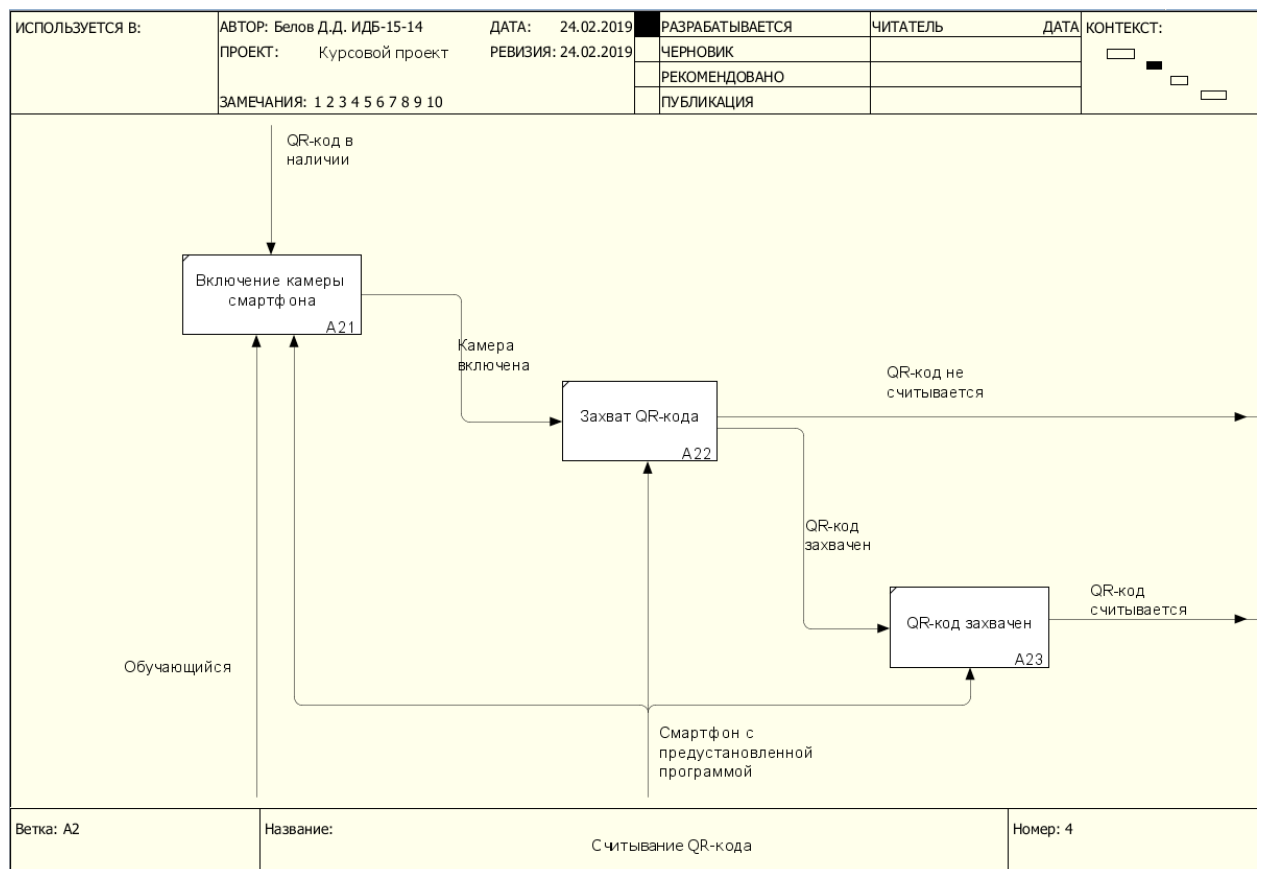 ИСПОЛЬЗУЕТСЯ В:
АВТОР: Белов Д.Д. ИДБ-15-14
ДАТА: 24.02.2019
ПРОЕКТ: Курсовой проект
РЕВИЗИЯ: 24.02.2019
ЗАМЕЧАНИЯ: 1 2 3 4 5 6 7 8 9 10
РАЗРАБАТЫВАЕТСЯ
ЧЕРНОВИК
РЕКОМЕНДОВАНО
ПУБЛИКАЦИЯ
ЧИТАТЕЛЬ
ДАТА
КОНТЕКСТ:
QR-код в
наличии
Включение камеры
смартфона
A21
Камера
включена
Захват QR-кода
A22
QR-код не
считывается
QR-код
захвачен
QR-код захвачен
A23
QR-код
считывается
Обучающийся
Смартфон с
предустановленной
программой
Ветка: A2
Название:
Считывание QR-кода
Номер: 4